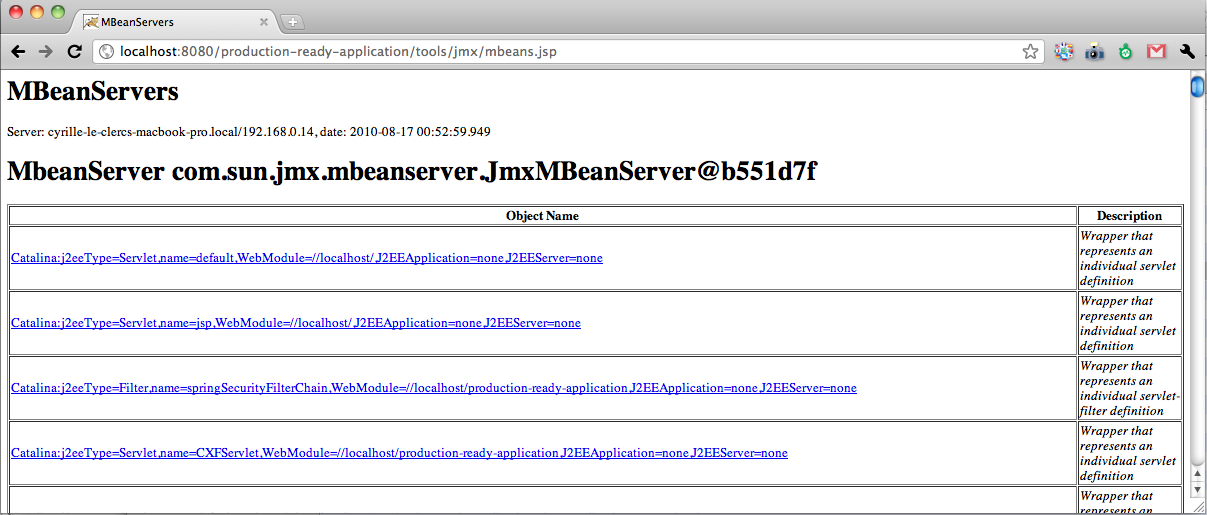 MBeanServers
localhost:8080/production-ready-application/tools/jmx/mbeans.jsp
MBeanServers
Server: cyrille-le-clercs-macbook-pro.local/192.168.0.14, date: 2010-08-17 00:52:59.949
MbeanServer com.sun.jmx.mbeanserver.JmxMBeanServer@b551d7f
Object Name Description
Catalina:j2eeType=Servlet,name=default,WebModule=//localhost/,J2EEApplication=none,J2EEServer=none
Wrapper that
represents an
individual servlet
definition
Catalina:j2eeType=Servlet,name=jsp,WebModule=//localhost/,J2EEApplication=none,J2EEServer=none
Wrapper that
represents an
individual servlet
definition
Catalina:j2eeType=Filter,name=springSecurityFilterChain,WebModule=//localhost/production-ready-application,J2EEApplication=none,J2EEServer=none
Wrapper that
represents an
individual servlet-
filter definition
Catalina:j2eeType=Servlet,name=CXFServlet,WebModule=//localhost/production-ready-application,J2EEApplication=none,J2EEServer=none
Wrapper that
represents an
individual servlet
definition
Wrapper that
represents an